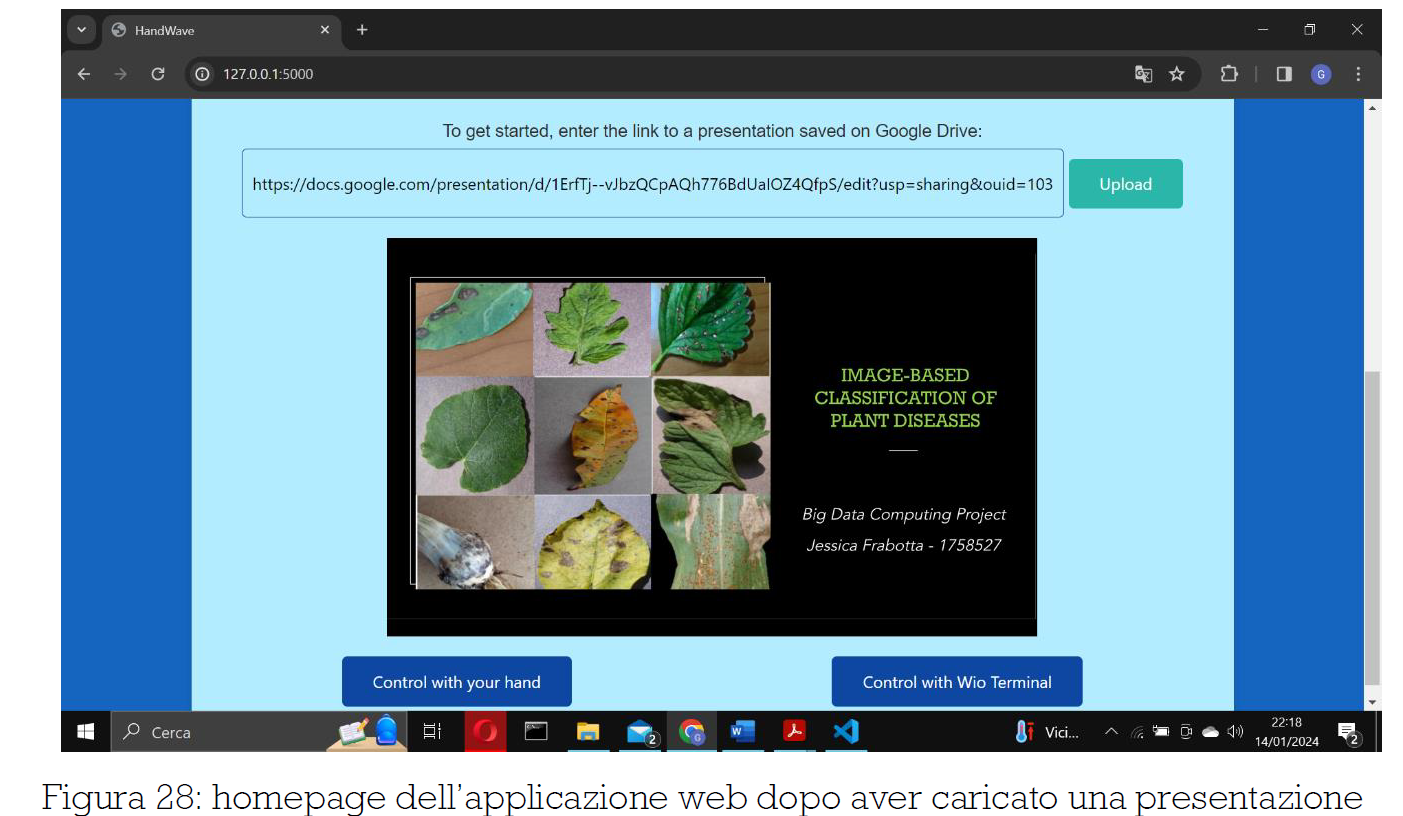 HandWave
127.0.0.1:5000
G
To get started, enter the link to a presentation saved on Google Drive:
https://docs.google.com/presentation/d/1ErfTj--vJbzQCpAQh776BdUaIOZ4QfpS/edit?usp=sharing&ouid=103
Upload
IMAGE-BASED
CLASSIFICATION OF
PLANT DISEASES
Big Data Computing Project
Jessica Frabotta - 1758527
Control with your hand
Control with Wio Terminal
Cerca
2
G
W
Vici...
22:18
14/01/2024
2
Figura 28: homepage dell'applicazione web dopo aver caricato una presentazione